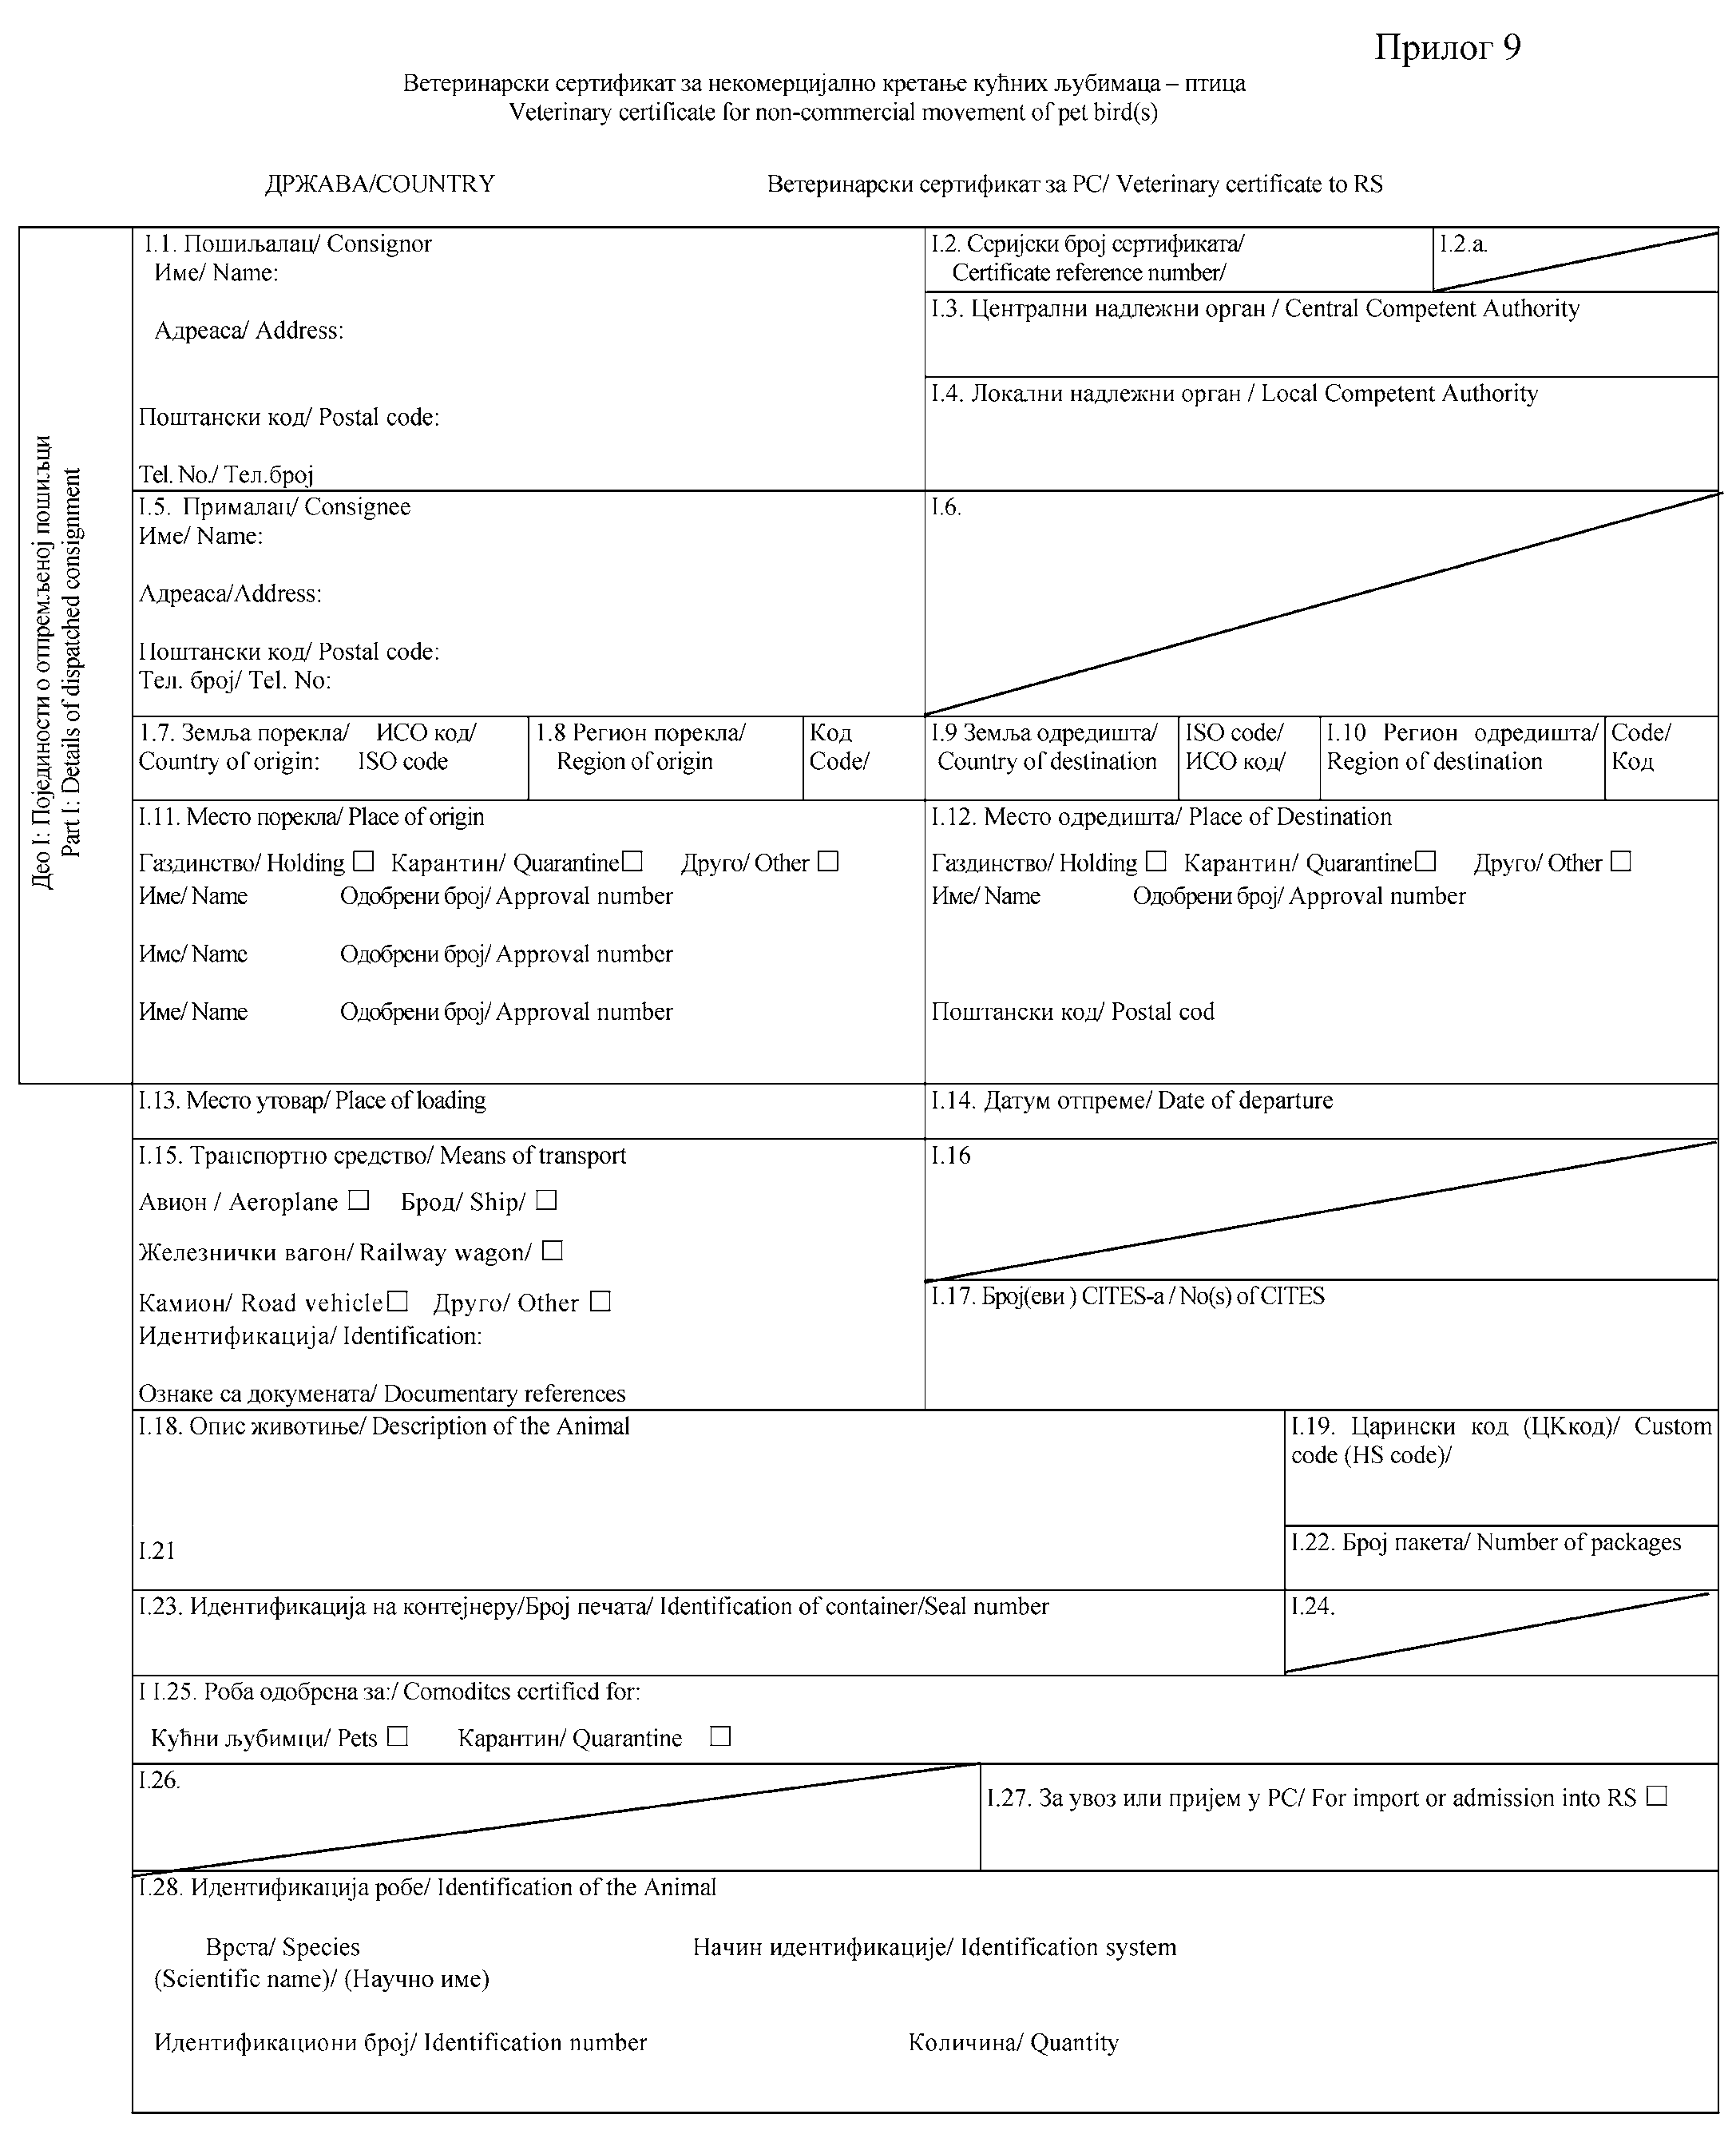 Прилог 9
Ветеринарски сертификат за некомерцијално кретање кућних љубимаца – птица
Veterinary certificate for non-commercial movement of pet bird(s)
ДРЖАВА/COUNTRY
Ветеринарски сертификат за РС/ Veterinary certificate to RS
Део I: Појединости о отпремљеној пошиљци
Part I: Details of dispatched consignment
I.1. Пошиљалац/ Consignor
Име/ Name:
Адреаса/ Address:
Поштански код/ Postal code:
Tel. No./ Тел.број
I.2. Серијски број сертификата/
Certificate reference number/
I.2.a.
I.3. Централни надлежни орган / Central Competent Authority
I.4. Локални надлежни орган / Local Competent Authority
I.5. Прималац/ Consignee
Име/ Name:
Адреаса/Address:
Поштански код/ Postal code:
Тел. број/ Tel. No:
I.6.
I.7. Земља порекла/ ИСО код/
Country of origin: ISO code
I.8 Регион порекла/
Region of origin
Код
Code/
I.9 Земља одредишта/
Country of destination
ISO code/
ИСО код/
I.10 Регион одредишта/
Region of destination
Code/
Код
I.11. Место порекла/ Place of origin
Газдинство/ Holding ☐ Карантин/ Quarantine☐ Друго/ Other ☐
Име/ Name Одобрени број/ Approval number
Име/ Name Одобрени број/ Approval number
Име/ Name Одобрени број/ Approval number
I.12. Место одредишта/ Place of Destination
Газдинство/ Holding ☐ Карантин/ Quarantine☐ Друго/ Other ☐
Име/ Name Одобрени број/ Approval number
Поштански код/ Postal cod
I.13. Место утовар/ Place of loading
I.14. Датум отпреме/ Date of departure
I.15. Транспортно средство/ Means of transport
Авион / Aeroplane ☐ Брод/ Ship/ ☐
Железнички вагон/ Railway wagon/ ☐
Камион/ Road vehicle☐ Друго/ Other ☐
Идентификација/ Identification:
Ознаке са докумената/ Documentary references
I.16
I.17. Број(еви ) CITES-a / No(s) of CITES
I.18. Опис животиње/ Description of the Animal
I.19. Царински код (ЦКкод)/ Custom
code (HS code)/
I.21
I.22. Број пакета/ Number of packages
I.23. Идентификација на контејнеру/Број печата/ Identification of container/Seal number
I.24.
I I.25. Роба одобрена за:/ Comodites certified for:
Кућни љубимци/ Pets ☐ Карантин/ Quarantine ☐
I.26.
I.27. За увоз или пријем у РС/ For import or admission into RS ☐
I.28. Идентификација робе/ Identification of the Animal
Врста/ Species Начин идентификације/ Identification system
(Scientific name)/ (Научно име)
Идентификациони број/ Identification number Количина/ Quantity